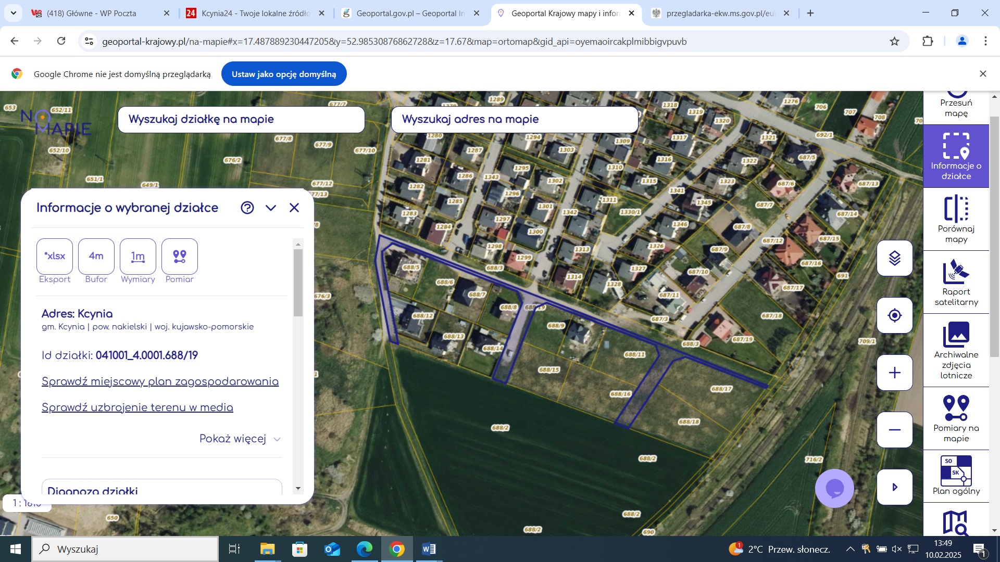 (418) Główne - WP Poczta
Kcynia24 - Twoje lokalne źródło
Geoportal.gov.pl – Geoportal In
Geoportal Krajowy mapy i inform
przegladarka-ekw.ms.gov.pl/euk
geoportal-krajowy.pl/na-mapie#x=17.487889230447205&y=52.98530876862728&z=17.67&map=ortomap&gid_api=oyemaoircakplmibbigvpuvb
Google Chrome nie jest domyślną przeglądarką
Ustaw jako opcję domyślną
NO
MAPIE
Wyszukaj działkę na mapie
Wyszukaj adres na mapie
Informacje o wybranej działce
*xlsx
4m
1m
Eksport
Bufor
Wymiary
Pomiar
Adres: Kcynia
gm. Kcynia | pow. nakielski | woj. kujawsko-pomorskie
Id działki: 041001_4.0001.688/19
Sprawdź miejscowy plan zagospodarowania
Sprawdź uzbrojenie terenu w media
Pokaż więcej
Diagnoza działki
653
652/11
677/7
1289
1276
706
707
708
1318
1319
1320
652/10
677/8
677/9
677/10
1280
1294
1309
1317
1321
692/1
676/2
1281
1287
1303
1316
1322
687/5
651/1
649/1
677/12
1286
1343
1295
1310
1302
1315
1323
687/6
687/13
1282
1296
1341
1285
1311
1345
687/7
1301
1342
1330/1
687/14
1283
1284
1297
1300
1346
687/8
687/12
687/15
1298
1299
1313
1326
687/9
687/16
688/5
688/3
1314
1327
687/10
691
688/6
1328
687/17
688/7
687/11
676/3
688/8
688/19
688/12
687/3
687/18
688/9
688/13
687/19
688/14
688/3
709/1
688/11
688/15
688/16
688/17
688/2
688/18
688/2
716/2
650
688/2
688/2
690
Przesuń
mapę
Informacje o
działce
Porównaj
mapy
Raport
satelitarny
Archiwalne
zdjęcia
lotnicze
Pomiary na
mapie
SO
SK
Plan ogólny
Wyszukaj
1
2°C Przew. słonecz.
13:49
10.02.2025
1